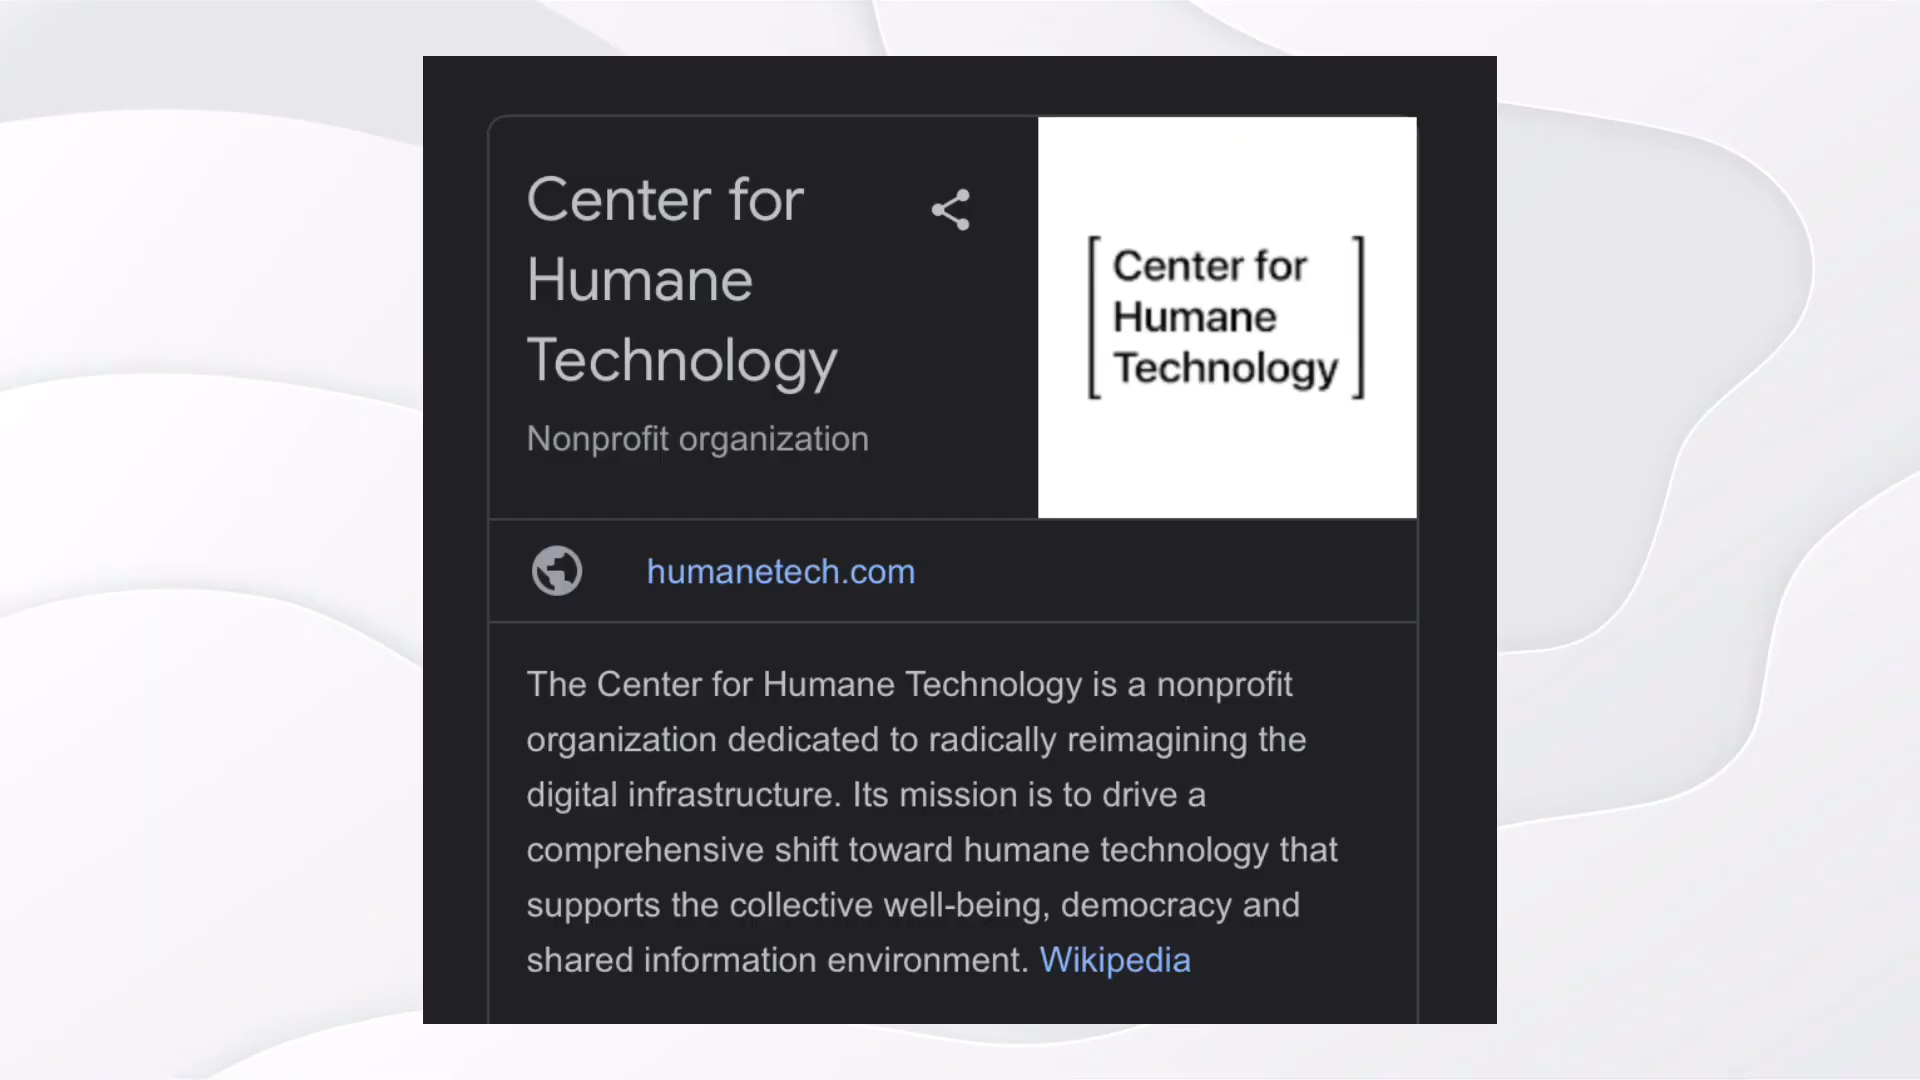 Center for
Humane
Technology
Nonprofit organization
Center for
Humane
Technology
humanetech.com
The Center for Humane Technology is a nonprofit
organization dedicated to radically reimagining the
digital infrastructure. Its mission is to drive a
comprehensive shift toward humane technology that
supports the collective well-being, democracy and
shared information environment. Wikipedia